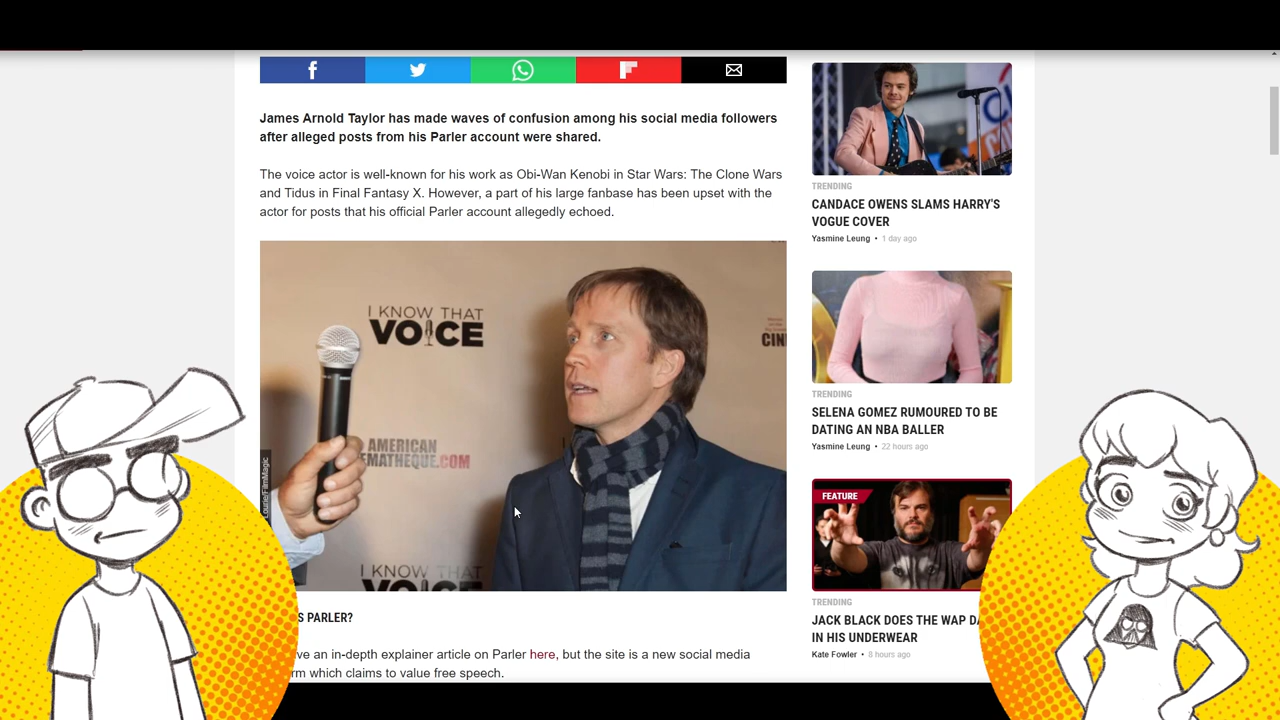 James Arnold Taylor has made waves of confusion among his social media followers
after alleged posts from his Parler account were shared.
The voice actor is well-known for his work as Obi-Wan Kenobi in Star Wars: The Clone Wars
and Tidus in Final Fantasy X. However, a part of his large fanbase has been upset with the
actor for posts that his official Parler account allegedly echoed.
I KNOW THAT
VOICE
AMERICAN
EMATHEQUE.COM
CIN
I KNOW THAT
/FilmMagic
S PARLER?
ve an in-depth explainer article on Parler here, but the site is a new social media
rm which claims to value free speech.
TRENDING
CANDACE OWENS SLAMS HARRY'S
VOGUE COVER
Yasmine Leung • 1 day ago
TRENDING
SELENA GOMEZ RUMOURED TO BE
DATING AN NBA BALLER
Yasmine Leung • 22 hours ago
FEATURE
TRENDING
JACK BLACK DOES THE WAP DA
IN HIS UNDERWEAR
Kate Fowler • 8 hours ago